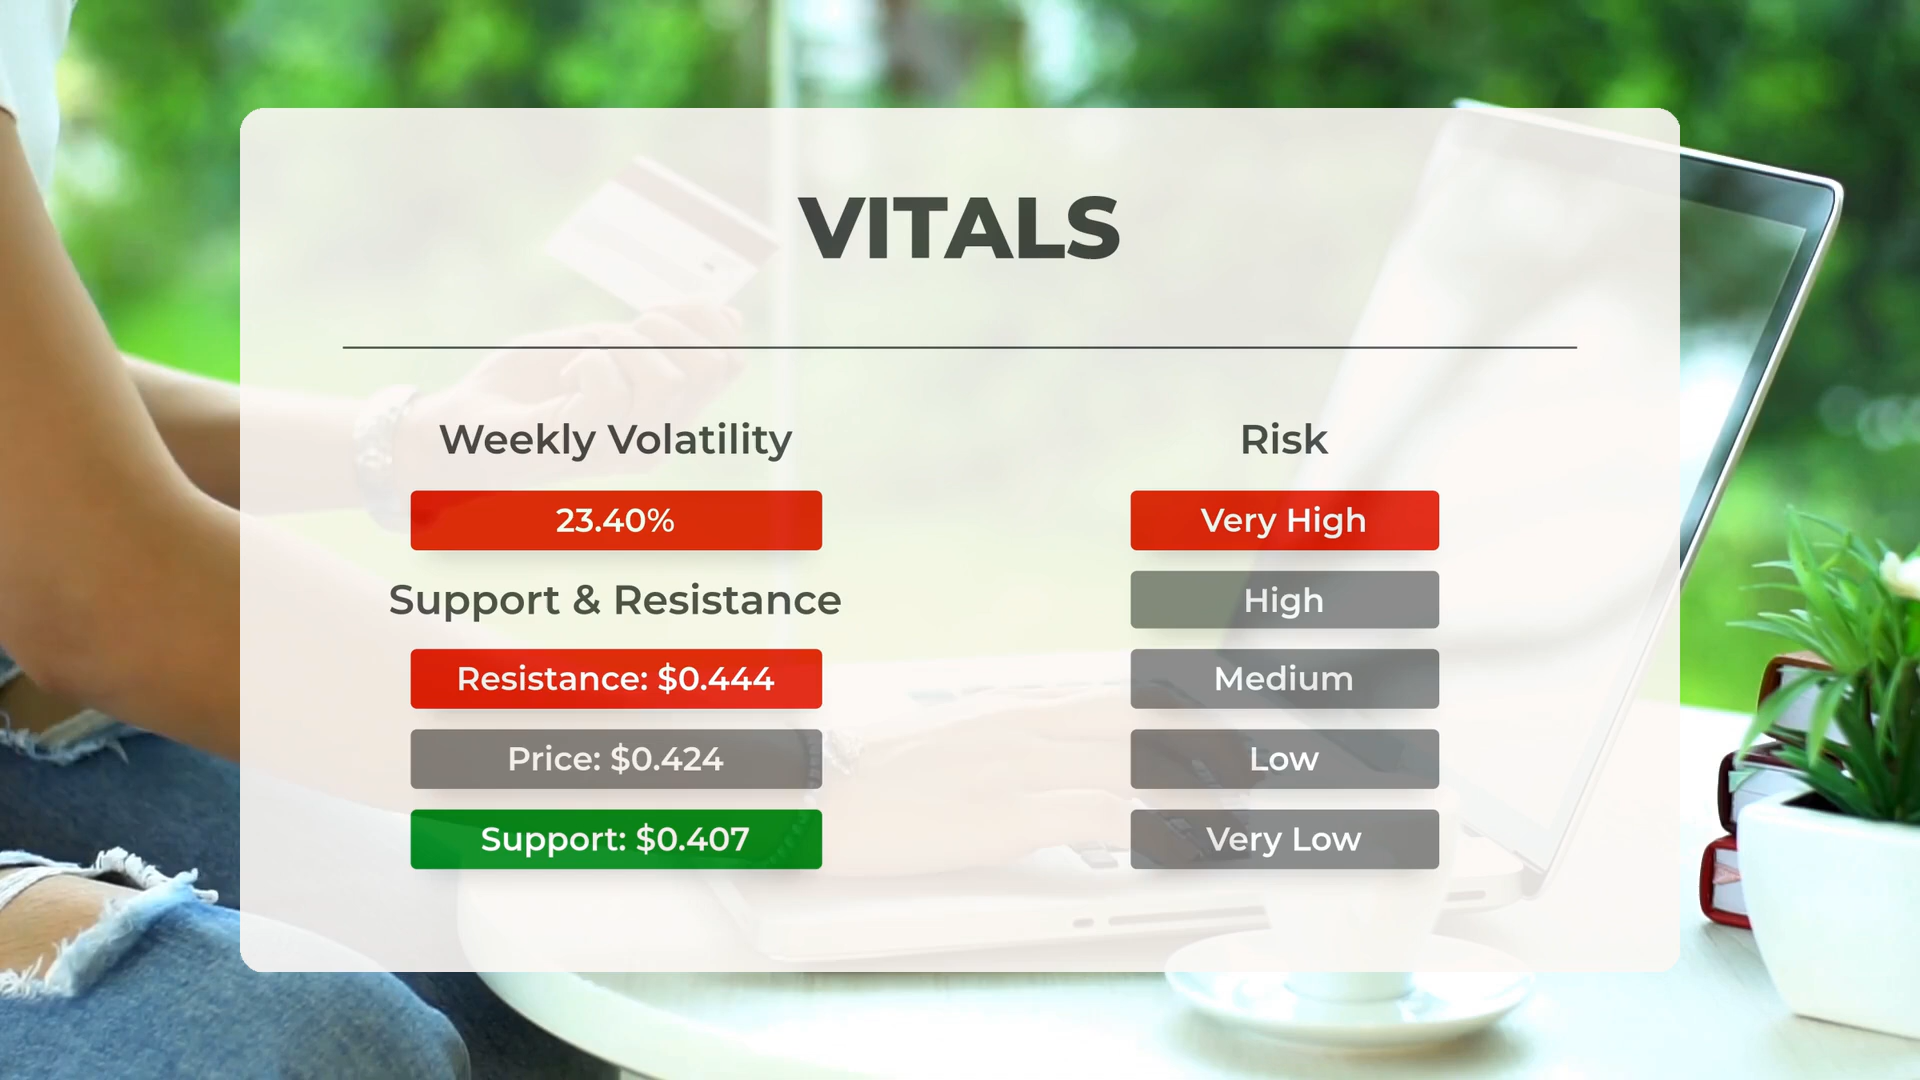 VITALS
Weekly Volatility
23.40%
Support & Resistance
Resistance: $0.444
Price: $0.424
Support: $0.407
Risk
Very High
High
Medium
Low
Very Low